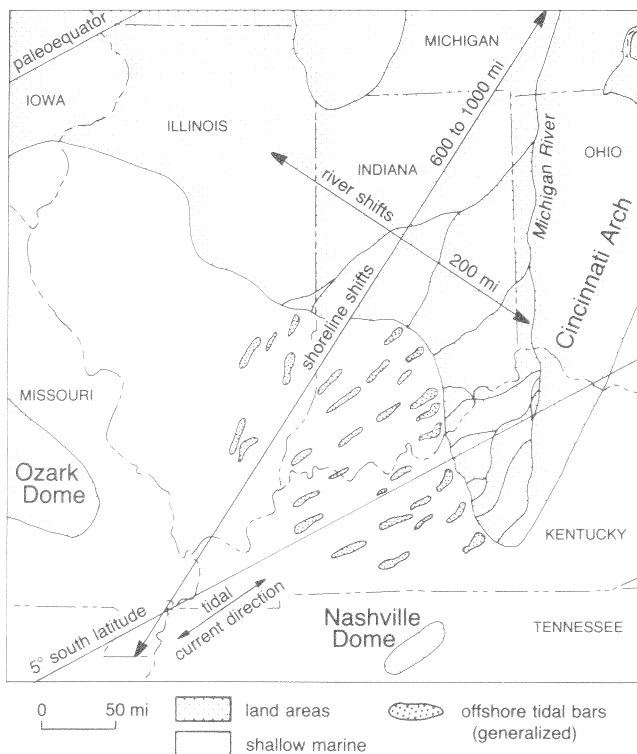 paleoequator
MICHIGAN
IOWA
ILLINOIS
600 to 1000 mi
INDIANA
OHIO
Michigan River
river shifts
200 mi
Cincinnati Arch
shoreline shifts
MISSOURI
Ozark
Dome
KENTUCKY
5° south latitude
tidal
current direction
Nashville
Dome
TENNESSEE
0 50 mi
land areas
shallow marine
offshore tidal bars
(generalized)